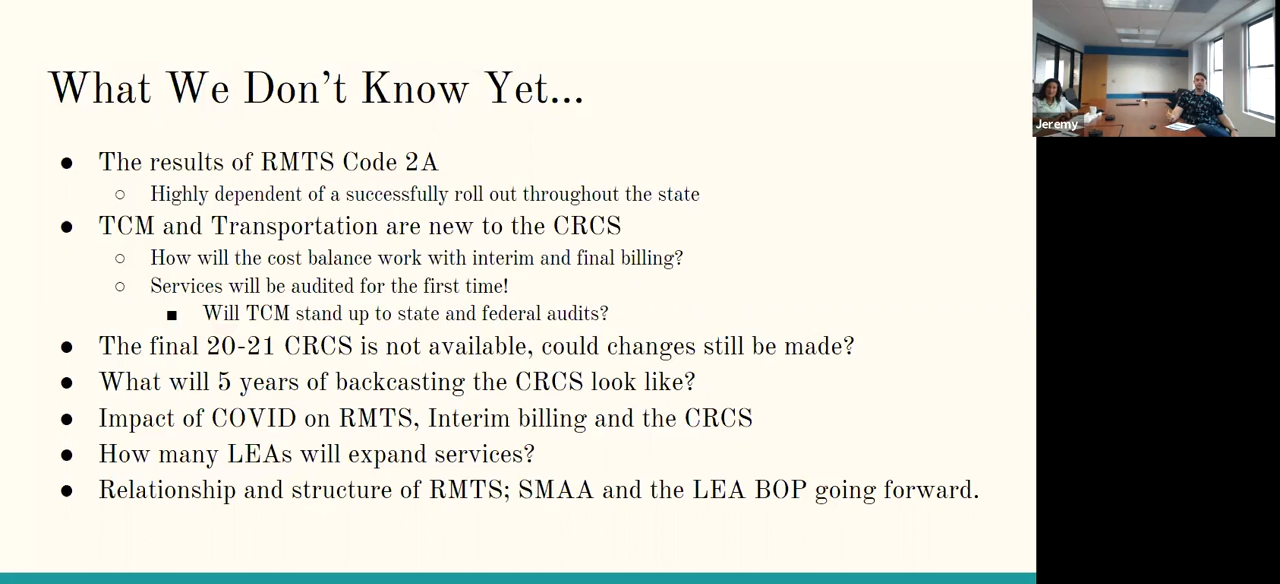 What We Don't Know Yet...
● The results of RMTS Code 2A
○ Highly dependent of a successfully roll out throughout the state
● TCM and Transportation are new to the CRCS
○ How will the cost balance work with interim and final billing?
○ Services will be audited for the first time!
■ Will TCM stand up to state and federal audits?
● The final 20-21 CRCS is not available, could changes still be made?
● What will 5 years of backcasting the CRCS look like?
● Impact of COVID on RMTS, Interim billing and the CRCS
● How many LEAs will expand services?
● Relationship and structure of RMTS; SMAA and the LEA BOP going forward.
Jeremy